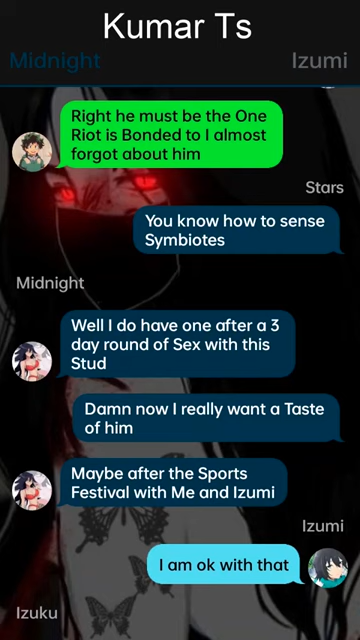 Kumar Ts
Midnight
Izumi
Right he must be the One
Riot is Bonded to I almost
forgot about him
Stars
You know how to sense
Symbiotes
Midnight
Well I do have one after a 3
day round of Sex with this
Stud
Damn now I really want a Taste
of him
Maybe after the Sports
Festival with Me and Izumi
Izumi
I am ok with that
Izuku